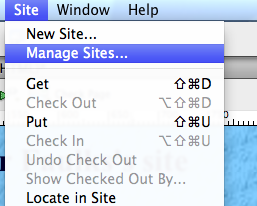 Site Window Help
New Site...
Manage Sites...
Get ⇧⌘D
Check Out ⌥⇧⌘D
Put ⇧⌘U
Check In ⌥⇧⌘U
Undo Check Out
Show Checked Out By...
Locate in Site